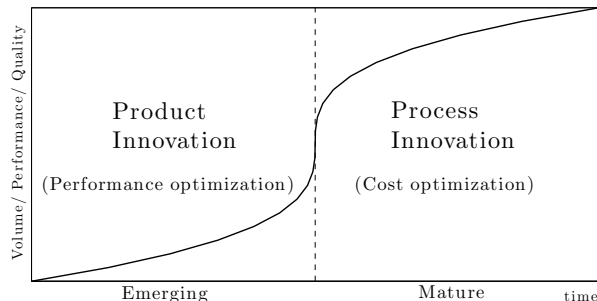 Volume/ Performance/ Quality
Product
Innovation
(Performance optimization)
Process
Innovation
(Cost optimization)
Emerging
Mature
time